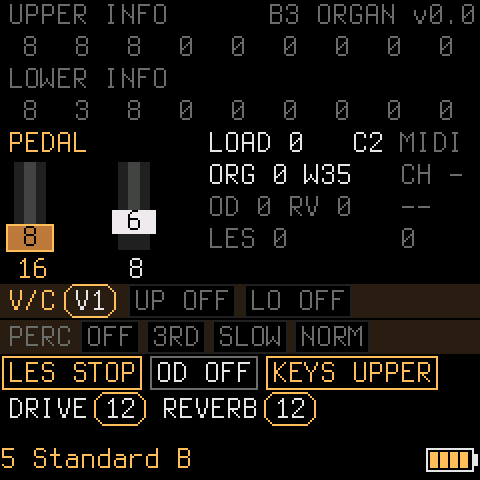 UPPER INFO B3 ORGAN v0.0
8 8 8 0 0 0 0 0 0
LOWER INFO
8 3 8 0 0 0 0 0 0
PEDAL LOAD 0 C2 MIDI
ORG 0 W35 CH -
8 6 OD 0 RV 0 --
LES 0 0
16 8
V/C V1 UP OFF LO OFF
PERC OFF 3RD SLOW NORM
LES STOP OD OFF KEYS UPPER
DRIVE 12 REVERB 12
5 Standard B